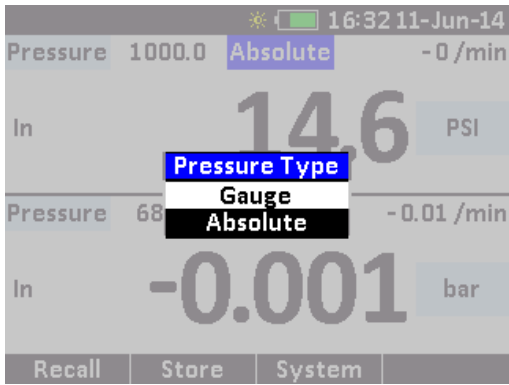 16:32 11-Jun-14
Pressure 1000.0 Absolute -0 /min
In 14.6 PSI
Pressure Type
Gauge
Absolute
Pressure 68 -0.01 /min
In -0.001 bar
Recall Store System